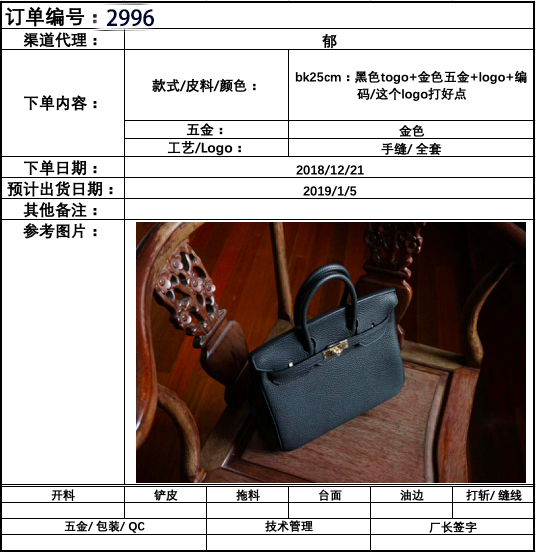 订单编号：2996
渠道代理：
郁
下单内容：
款式/皮料/颜色：
bk25cm：黑色togo+金色五金+logo+编
码/这个logo打好点
五金：
金色
工艺/Logo：
手缝/ 全套
下单日期：
2018/12/21
预计出货日期：
2019/1/5
其他备注：
参考图片：
开料
铲皮
拖料
台面
油边
打斩/ 缝线
五金/ 包装/ QC
技术管理
厂长签字